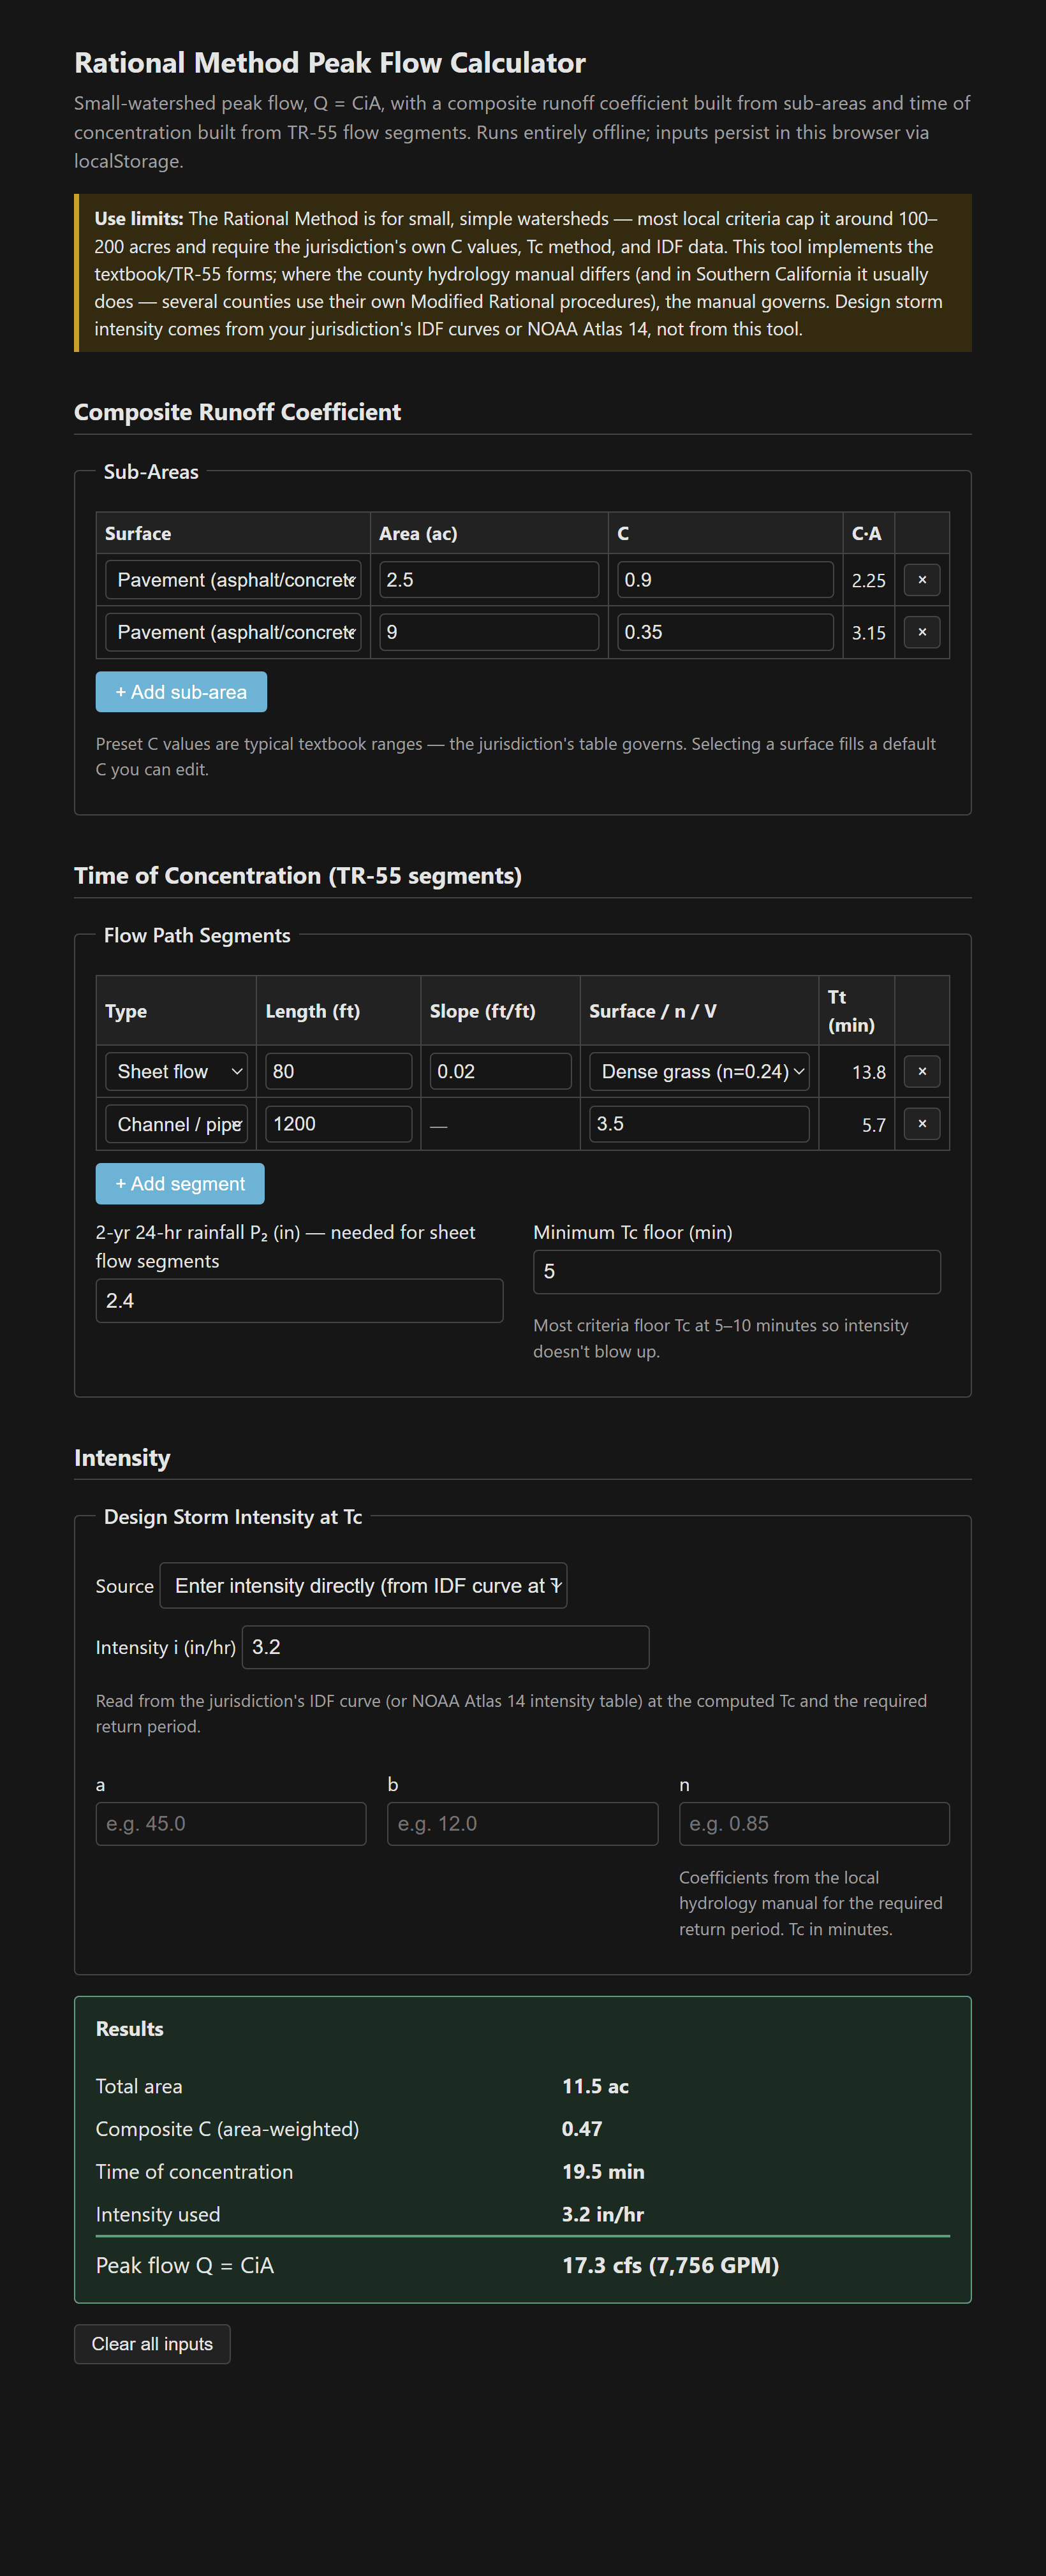 Rational Method Peak Flow Calculator
Small-watershed peak flow, Q = CiA, with a composite runoff coefficient built from sub-areas and time of
concentration built from TR-55 flow segments. Runs entirely offline; inputs persist in this browser via
localStorage.
Use limits: The Rational Method is for small, simple watersheds — most local criteria cap it around 100–
200 acres and require the jurisdiction's own C values, Tc method, and IDF data. This tool implements the
textbook/TR-55 forms; where the county hydrology manual differs (and in Southern California it usually
does — several counties use their own Modified Rational procedures), the manual governs. Design storm
intensity comes from your jurisdiction's IDF curves or NOAA Atlas 14, not from this tool.
Composite Runoff Coefficient
Sub-Areas
Surface Area (ac) C C·A
Pavement (asphalt/concrete 2.5 0.9 2.25 ×
Pavement (asphalt/concrete 9 0.35 3.15 ×
+ Add sub-area
Preset C values are typical textbook ranges — the jurisdiction's table governs. Selecting a surface fills a default
C you can edit.
Time of Concentration (TR-55 segments)
Flow Path Segments
Type Length (ft) Slope (ft/ft) Surface / n / V Tt
(min)
Sheet flow 80 0.02 Dense grass (n=0.24) 13.8 ×
Channel / pipe 1200 — 3.5 5.7 ×
+ Add segment
2-yr 24-hr rainfall P₂ (in) — needed for sheet
flow segments
2.4
Minimum Tc floor (min)
5
Most criteria floor Tc at 5–10 minutes so intensity
doesn't blow up.
Intensity
Design Storm Intensity at Tc
Source Enter intensity directly (from IDF curve at
Intensity i (in/hr) 3.2
Read from the jurisdiction's IDF curve (or NOAA Atlas 14 intensity table) at the computed Tc and the required
return period.
a b n
e.g. 45.0 e.g. 12.0 e.g. 0.85
Coefficients from the local
hydrology manual for the required
return period. Tc in minutes.
Results
Total area 11.5 ac
Composite C (area-weighted) 0.47
Time of concentration 19.5 min
Intensity used 3.2 in/hr
Peak flow Q = CiA 17.3 cfs (7,756 GPM)
Clear all inputs